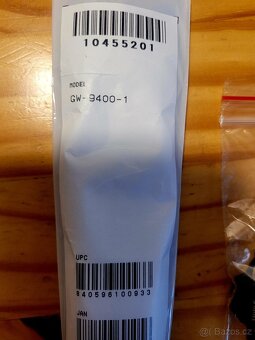 10455201
MODEL
GW-9400-1
UPC
840596100933
JAN
Bazos.cz